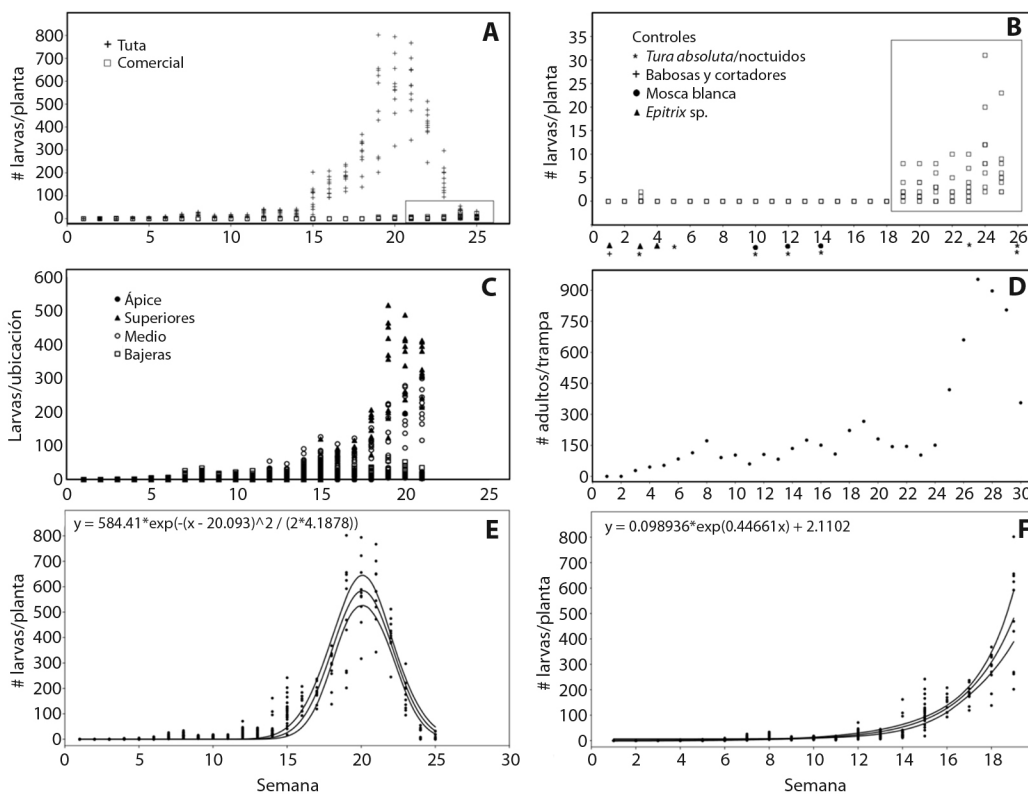 A
# larvas/planta
800
700
600
500
400
300
200
100
0
Tuta
Comercial
0 5 10 15 20 25
B
# larvas/planta
35
30
25
20
15
10
5
0
Controles
Tura absoluta/noctuidos
Babosas y cortadores
Mosca blanca
Epitrix sp.
0 2 4 6 8 10 12 14 16 18 20 22 24 26
C
Larvas/ubicación
600
500
400
300
200
100
0
Ápice
Superiores
Medio
Bajeras
0 5 10 15 20 25
D
# adultos/trampa
900
750
600
450
300
150
0
0 2 4 6 8 10 12 14 16 18 20 22 24 26 28 30
E
y = 584.41*exp(-(x - 20.093)^2 / (2*4.1878))
# larvas/planta
800
700
600
500
400
300
200
100
0
0 5 10 15 20 25 30
Semana
F
y = 0.098936*exp(0.44661x) + 2.1102
# larvas/planta
800
700
600
500
400
300
200
100
0
0 2 4 6 8 10 12 14 16 18
Semana